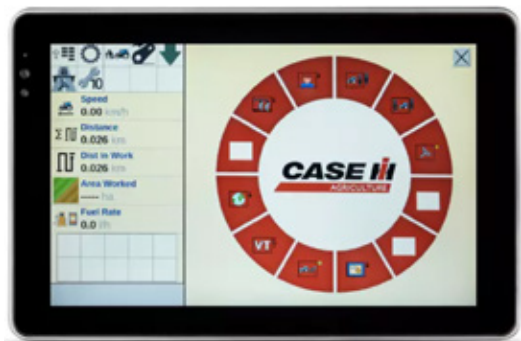 10
Speed
0.00 km/h
Distance
0.026 km
Dist in Work
0.026 km
Area Worked
---- ha
Fuel Rate
0.0 l/h
CASE IH
AGRICULTURE
VT